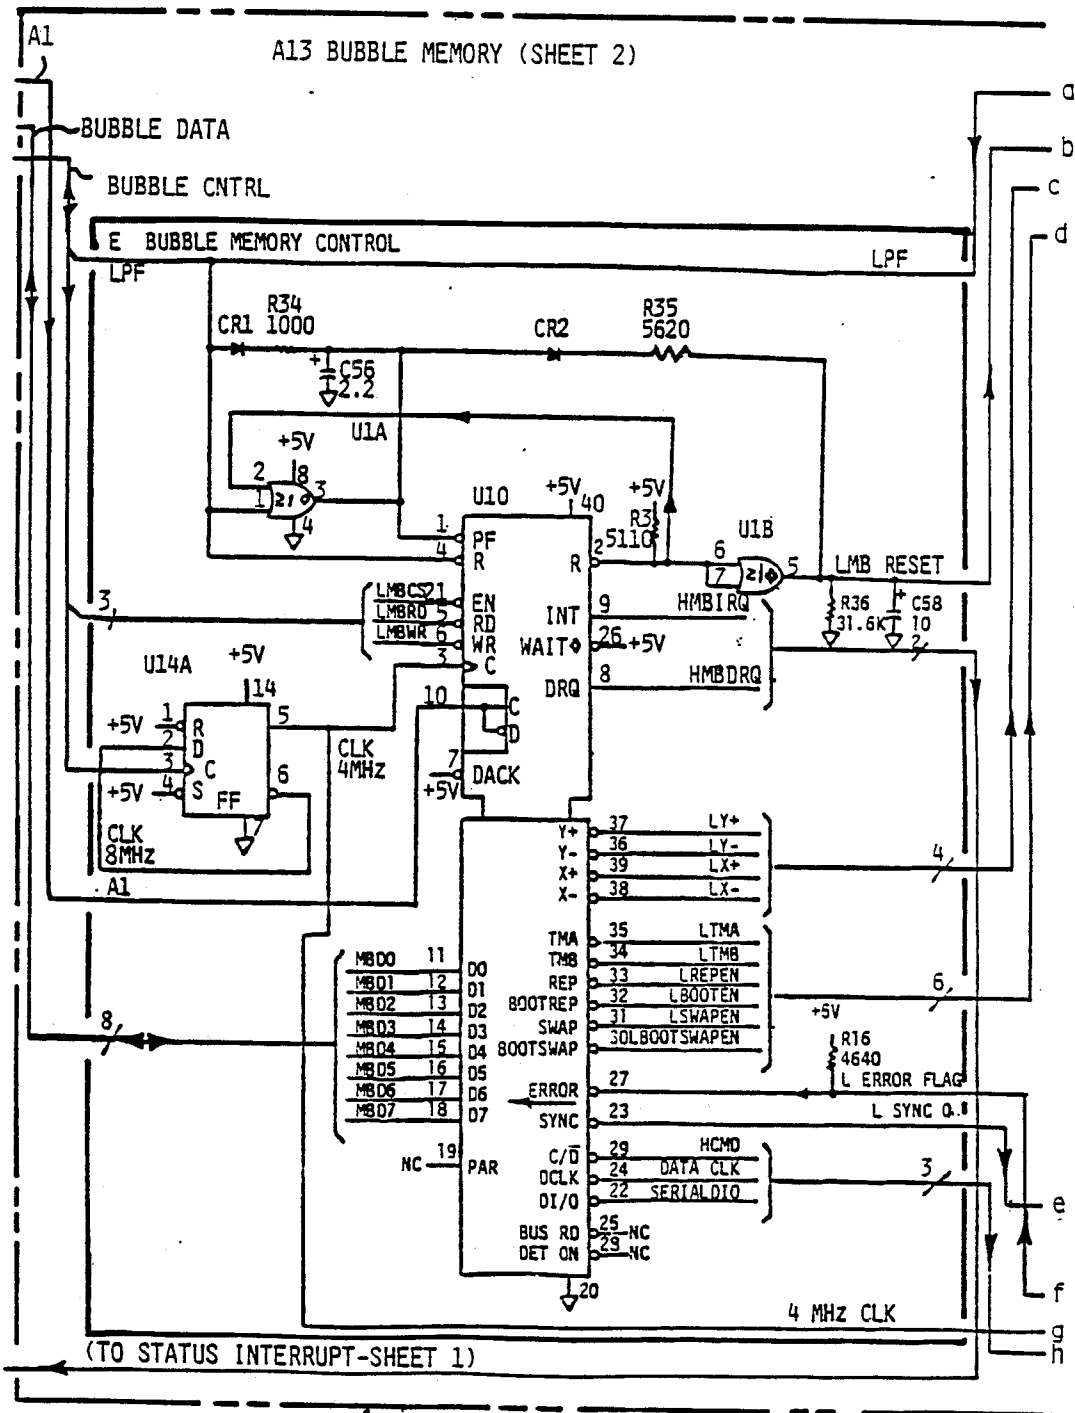 A1
A13 BUBBLE MEMORY (SHEET 2)
a
BUBBLE DATA
b
BUBBLE CNTRL
c
d
E BUBBLE MEMORY CONTROL
LPF
LPF
R34
CR1 1000
CR2
R35
5620
+ C56
2.2
U1A
+5V
2
8
1
≥1
3
4
U10
+5V
40
+5V
R3
5110
U1B
1
PF
4
R
R
2
6
7
≥1
5
LMB RESET
3
LMBCS
21
EN
LMBRD
5
RD
LMBWR
6
WR
3
C
INT
9
HMBIRQ
WAIT
26
+5V
DRQ
8
HMBDRQ
R36
31.6K
+
C58
10
2
U14A
+5V
14
10
C
D
+5V
1
R
5
2
D
3
C
6
+5V
4
S
FF
CLK
4MHz
7
DACK
+5V
7
CLK
8MHz
A1
Y+
37
LY+
Y-
36
LY-
X+
39
LX+
X-
38
LX-
4
TMA
35
LTMA
TMB
34
LTMB
REP
33
LREPEN
BOOTREP
32
LBOOTEN
SWAP
31
LSWAPEN
BOOTSWAP
30LBOOTSWAPEN
6
MBD0 11 D0
MBD1 12 D1
MBD2 13 D2
MBD3 14 D3
MBD4 15 D4
MBD5 16 D5
MBD6 17 D6
MBD7 18 D7
8
+5V
R16
4640
ERROR
27
L ERROR FLAG
SYNC
23
L SYNC
NC
19
PAR
C/D̅
29
HCMD
DCLK
24
DATA CLK
DI/O
22
SERIALDIO
3
e
BUS RD
25
NC
DET ON
29
NC
20
f
4 MHz CLK
g
(TO STATUS INTERRUPT-SHEET 1)
h